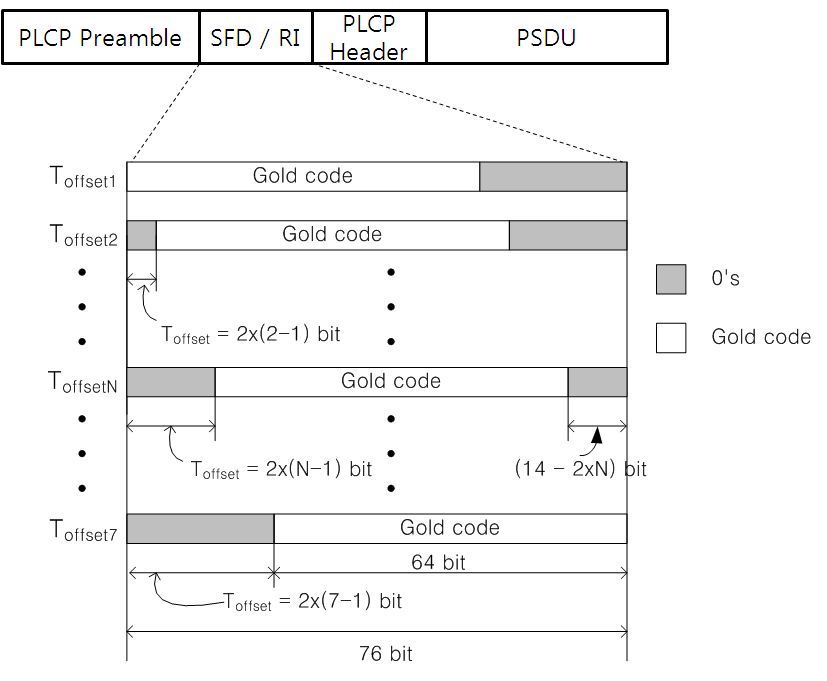 PLCP Preamble SFD / RI PLCP Header PSDU
Toffset1 Gold code
Toffset2 Gold code
0's
Toffset = 2x(2-1) bit
Gold code
ToffsetN Gold code
Toffset = 2x(N-1) bit (14 - 2xN) bit
Toffset7 Gold code
64 bit
Toffset = 2x(7-1) bit
76 bit